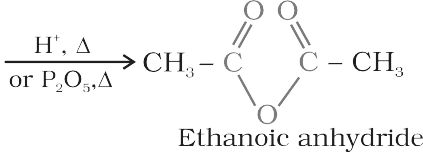 O O
H⁺, Δ
CH₃ – C C – CH₃
or P₂O₅,Δ
O
Ethanoic anhydride